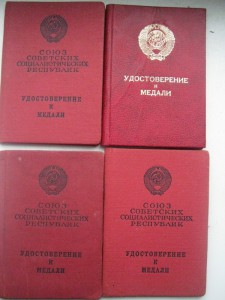 СОЮЗ
СОВЕТСКИХ
СОЦИАЛИСТИЧЕСКИХ
РЕСПУБЛИК
УДОСТОВЕРЕНИЕ
К
МЕДАЛИ
УДОСТОВЕРЕНИЕ
К
МЕДАЛИ
СОЮЗ
СОВЕТСКИХ
СОЦИАЛИСТИЧЕСКИХ
РЕСПУБЛИК
УДОСТОВЕРЕНИЕ
К
МЕДАЛИ
СОЮЗ
СОВЕТСКИХ
СОЦИАЛИСТИЧЕСКИХ
РЕСПУБЛИК
УДОСТОВЕРЕНИЕ
К
МЕДАЛИ